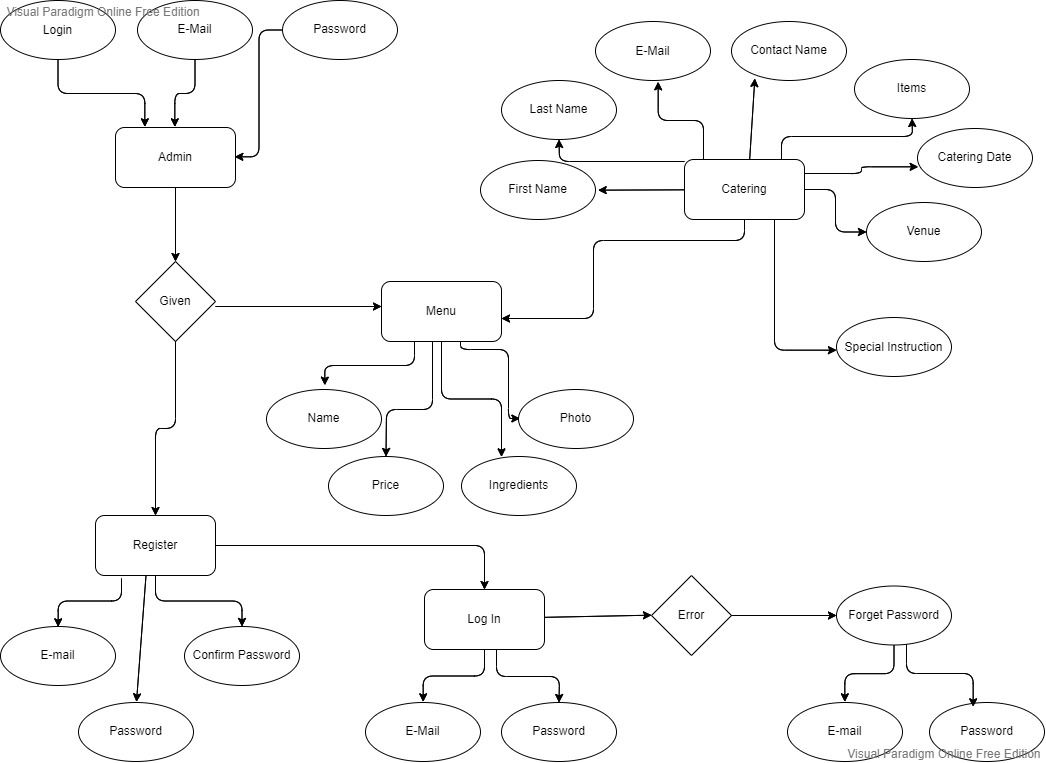 Visual Paradigm Online Free Edition
Login
E-Mail
Password
E-Mail
Contact Name
Items
Last Name
Catering Date
Admin
First Name
Catering
Venue
Given
Menu
Special Instruction
Name
Photo
Price
Ingredients
Register
Log In
Error
Forget Password
E-mail
Confirm Password
Password
E-Mail
Password
E-mail
Password
Visual Paradigm Online Free Edition